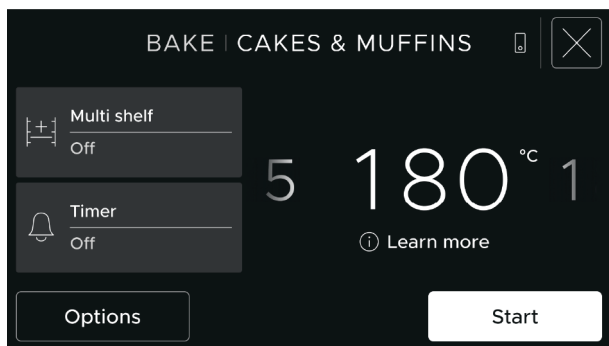 BAKE | CAKES & MUFFINS
Multi shelf
Off
5 180 °C 1
Timer
Off
Learn more
Options
Start